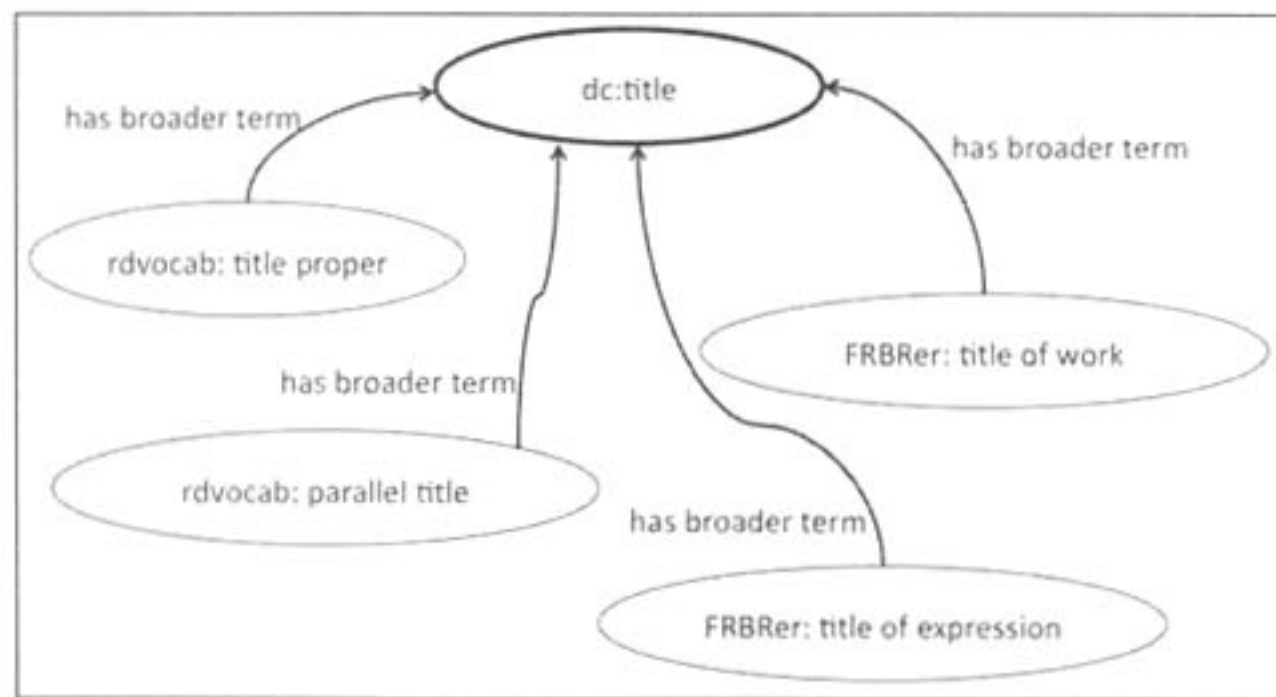 dc:title
has broader term
has broader term
rdvocab: title proper
FRBRer: title of work
has broader term
rdvocab: parallel title
has broader term
FRBRer: title of expression